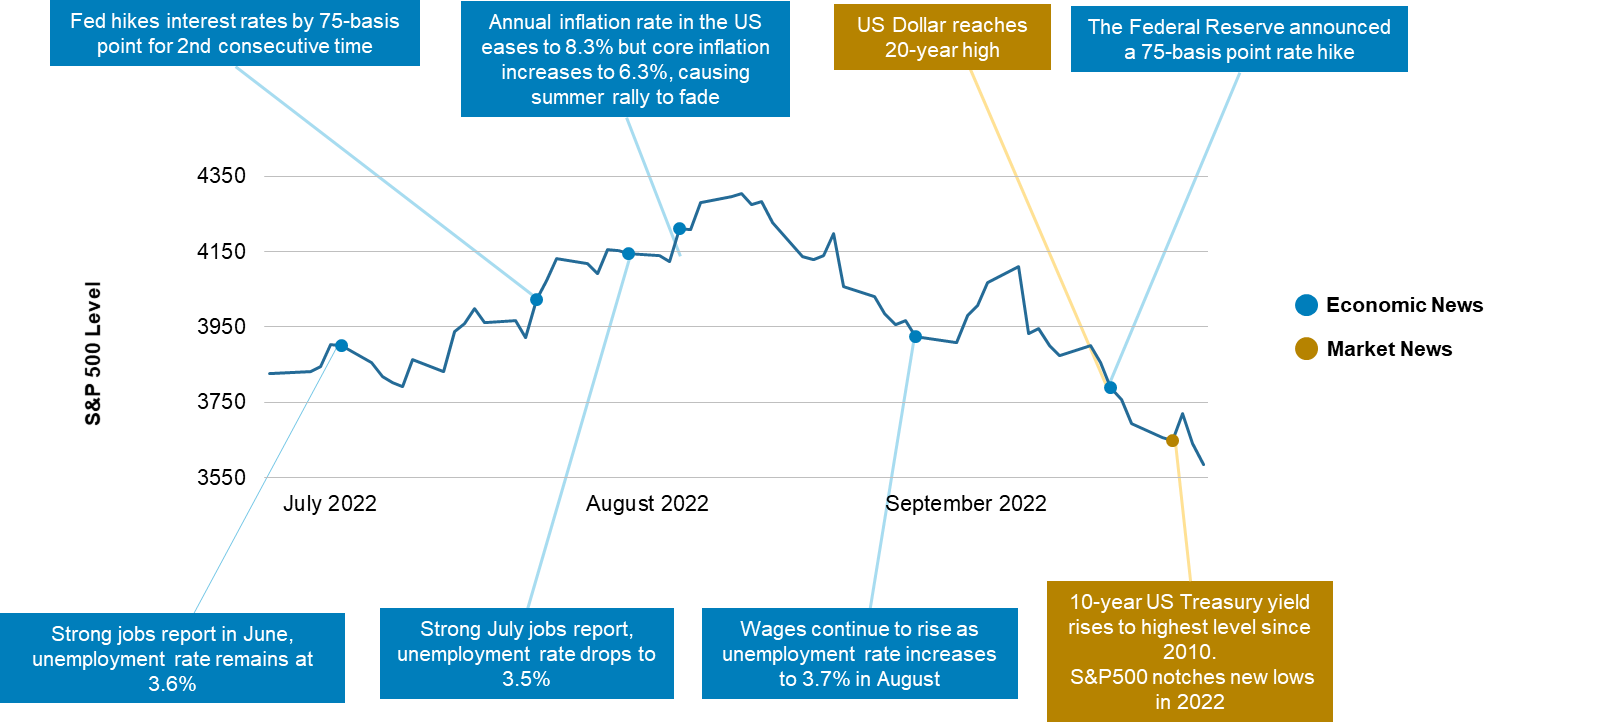 Fed hikes interest rates by 75-basis
point for 2nd consecutive time
Annual inflation rate in the US
eases to 8.3% but core inflation
increases to 6.3%, causing
summer rally to fade
US Dollar reaches
20-year high
The Federal Reserve announced
a 75-basis point rate hike
S&P 500 Level
4350
4150
3950
3750
3550
July 2022
August 2022
September 2022
Economic News
Market News
Strong jobs report in June,
unemployment rate remains at
3.6%
Strong July jobs report,
unemployment rate drops to
3.5%
Wages continue to rise as
unemployment rate increases
to 3.7% in August
10-year US Treasury yield
rises to highest level since
2010.
S&P500 notches new lows
in 2022